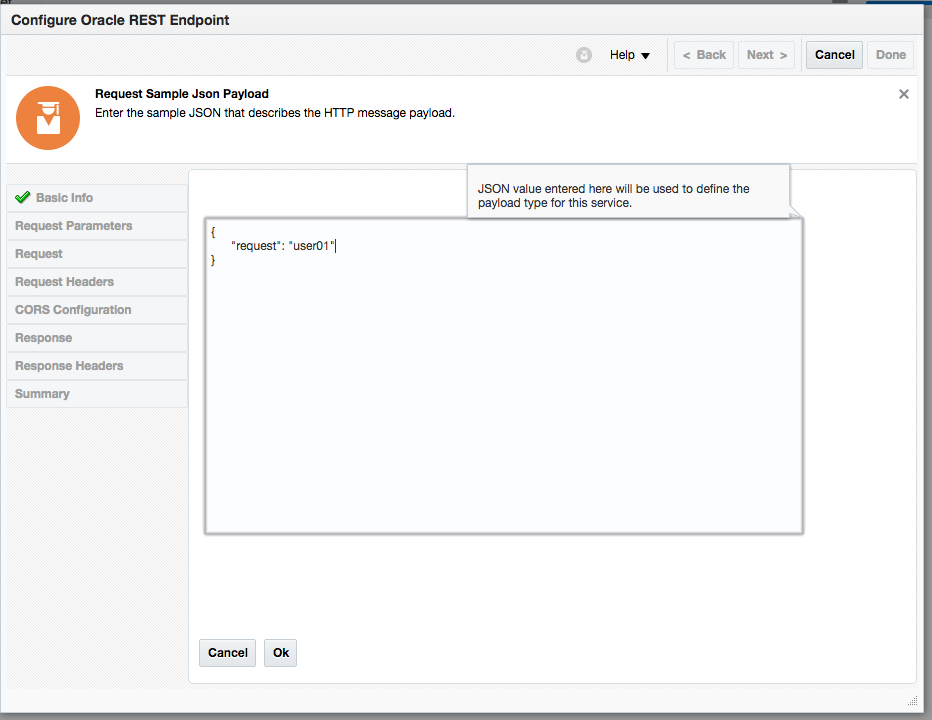 Configure Oracle REST Endpoint
Help
< Back
Next >
Cancel
Done
Request Sample Json Payload
Enter the sample JSON that describes the HTTP message payload.
Basic Info
Request Parameters
Request
Request Headers
CORS Configuration
Response
Response Headers
Summary
JSON value entered here will be used to define the
payload type for this service.
{
"request": "user01"
}
Cancel
Ok